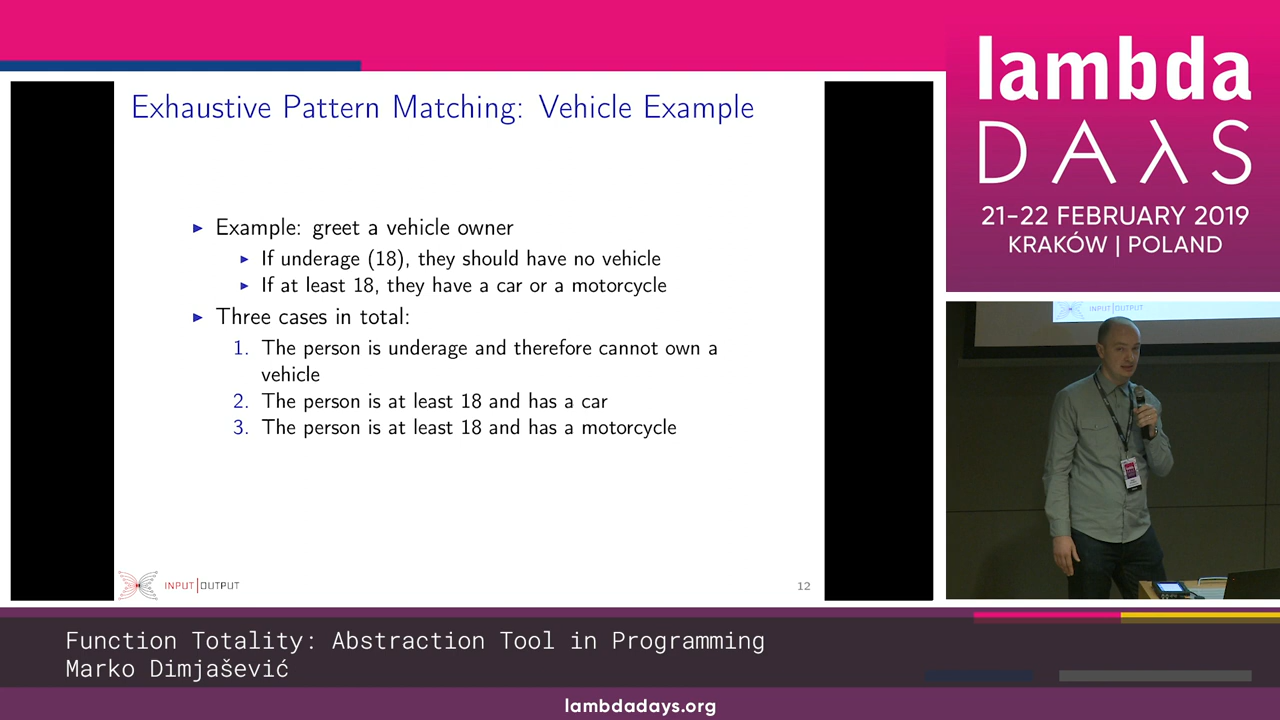 Exhaustive Pattern Matching: Vehicle Example
Example: greet a vehicle owner
If underage (18), they should have no vehicle
If at least 18, they have a car or a motorcycle
Three cases in total:
1. The person is underage and therefore cannot own a
vehicle
2. The person is at least 18 and has a car
3. The person is at least 18 and has a motorcycle
INPUT|OUTPUT
12
lambda
DAλS
21-22 FEBRUARY 2019
KRAKÓW | POLAND
INPUT|OUTPUT
Function Totality: Abstraction Tool in Programming
Marko Dimjašević
lambdadays.org